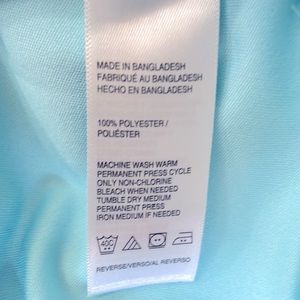 MADE IN BANGLADESH
FABRIQUÉ AU BANGLADESH
HECHO EN BANGLADESH
100% POLYESTER /
POLIÉSTER
MACHINE WASH WARM
PERMANENT PRESS CYCLE
ONLY NON-CHLORINE
BLEACH WHEN NEEDED
TUMBLE DRY MEDIUM
PERMANENT PRESS
IRON MEDIUM IF NEEDED
40C
REVERSE/VERSO/AL REVERSO